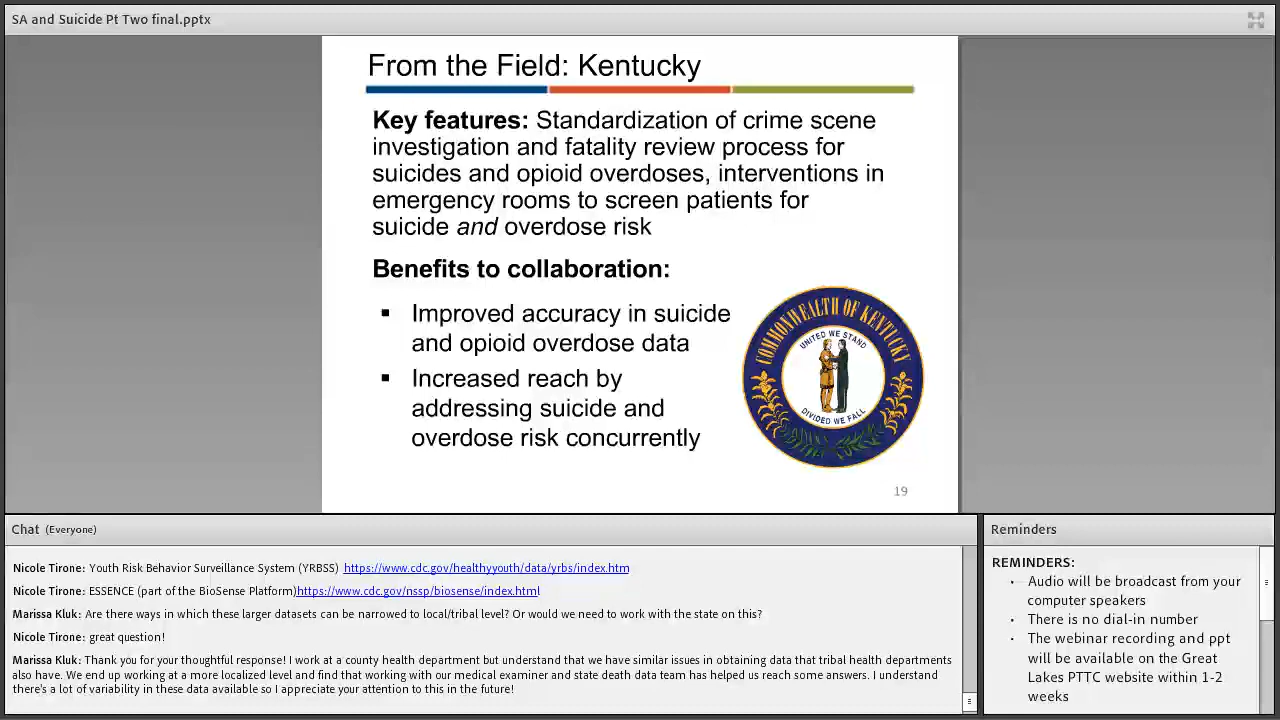 SA and Suicide Pt Two final.pptx
From the Field: Kentucky
Key features: Standardization of crime scene
investigation and fatality review process for
suicides and opioid overdoses, interventions in
emergency rooms to screen patients for
suicide and overdose risk
Benefits to collaboration:
▪ Improved accuracy in suicide
and opioid overdose data
▪ Increased reach by
addressing suicide and
overdose risk concurrently
COMMONWEALTH OF KENTUCKY
UNITED WE STAND
DIVIDED WE FALL
19
Chat (Everyone)
Nicole Tirone: Youth Risk Behavior Surveillance System (YRBSS) https://www.cdc.gov/healthyyouth/data/yrbs/index.htm
Nicole Tirone: ESSENCE (part of the BioSense Platform)https://www.cdc.gov/nssp/biosense/index.html
Marissa Kluk: Are there ways in which these larger datasets can be narrowed to local/tribal level? Or would we need to work with the state on this?
Nicole Tirone: great question!
Marissa Kluk: Thank you for your thoughtful response! I work at a county health department but understand that we have similar issues in obtaining data that tribal health departments
also have. We end up working at a more localized level and find that working with our medical examiner and state death data team has helped us reach some answers. I understand
there's a lot of variability in these data available so I appreciate your attention to this in the future!
Reminders
REMINDERS:
• Audio will be broadcast from your
computer speakers
• There is no dial-in number
• The webinar recording and ppt
will be available on the Great
Lakes PTTC website within 1-2
weeks